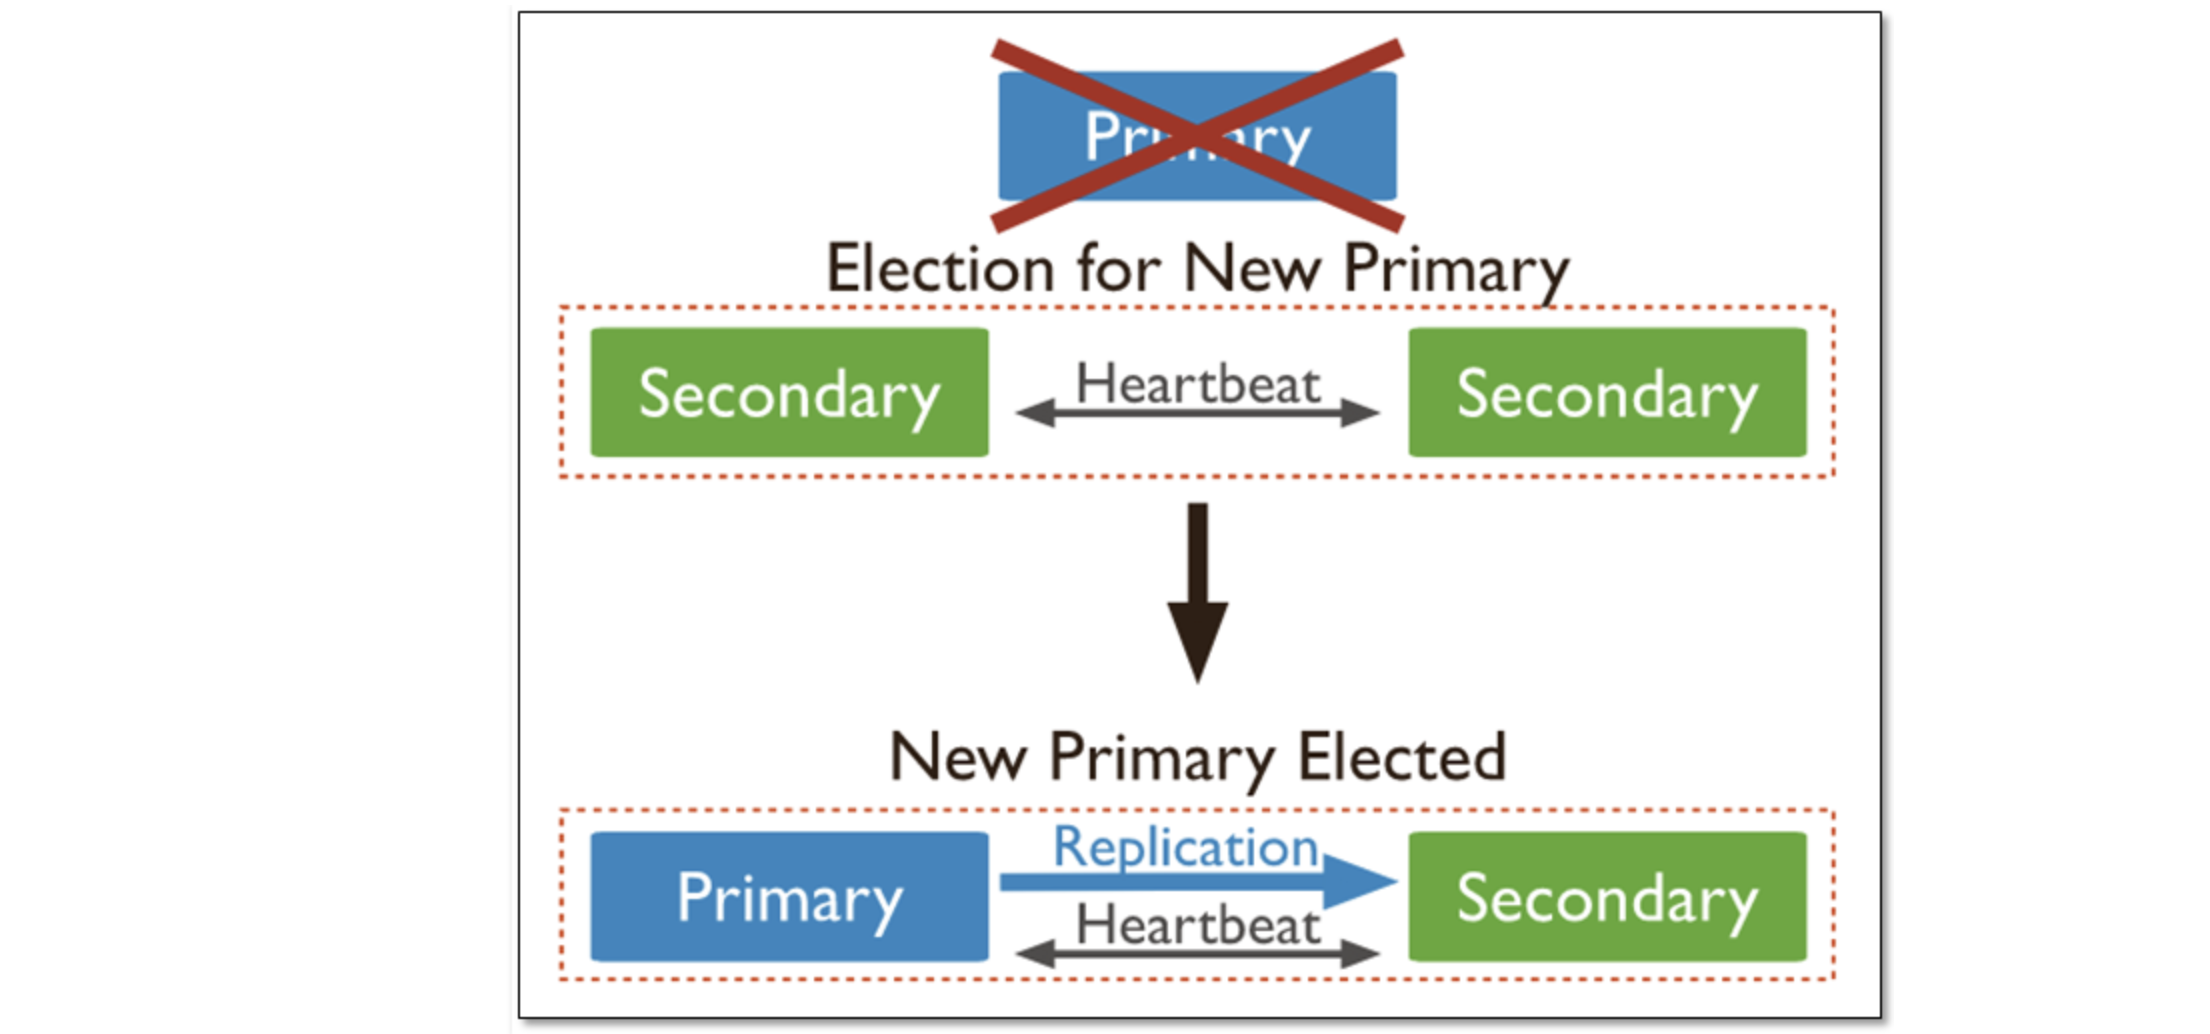 Primary
Election for New Primary
Secondary Heartbeat Secondary
New Primary Elected
Replication
Primary Secondary
Heartbeat